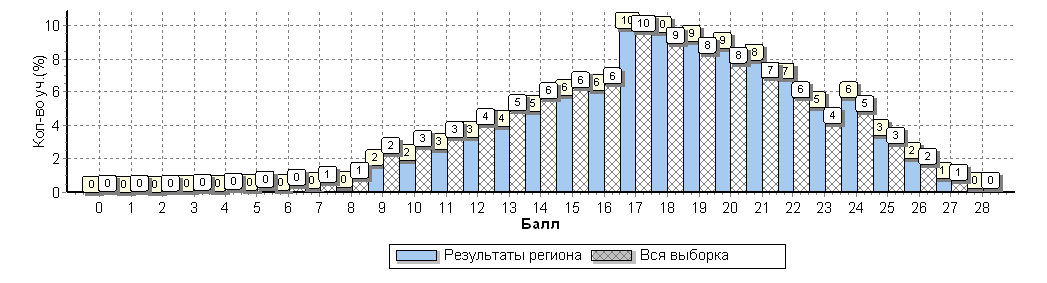 Кол-во уч.(%)
10
8
6
4
2
0
0 0 0 0 0 0 0 0 0 0 0 0 0 0 0 1 0 1 2 2 2 3 3 3 3 4 4 5 5 6 6 6 6 6 10 10 0 9 9 8 9 8 8 7 7 6 5 4 6 5 3 3 2 2 1 1 0 0
0 1 2 3 4 5 6 7 8 9 10 11 12 13 14 15 16 17 18 19 20 21 22 23 24 25 26 27 28
Балл
Результаты региона Вся выборка